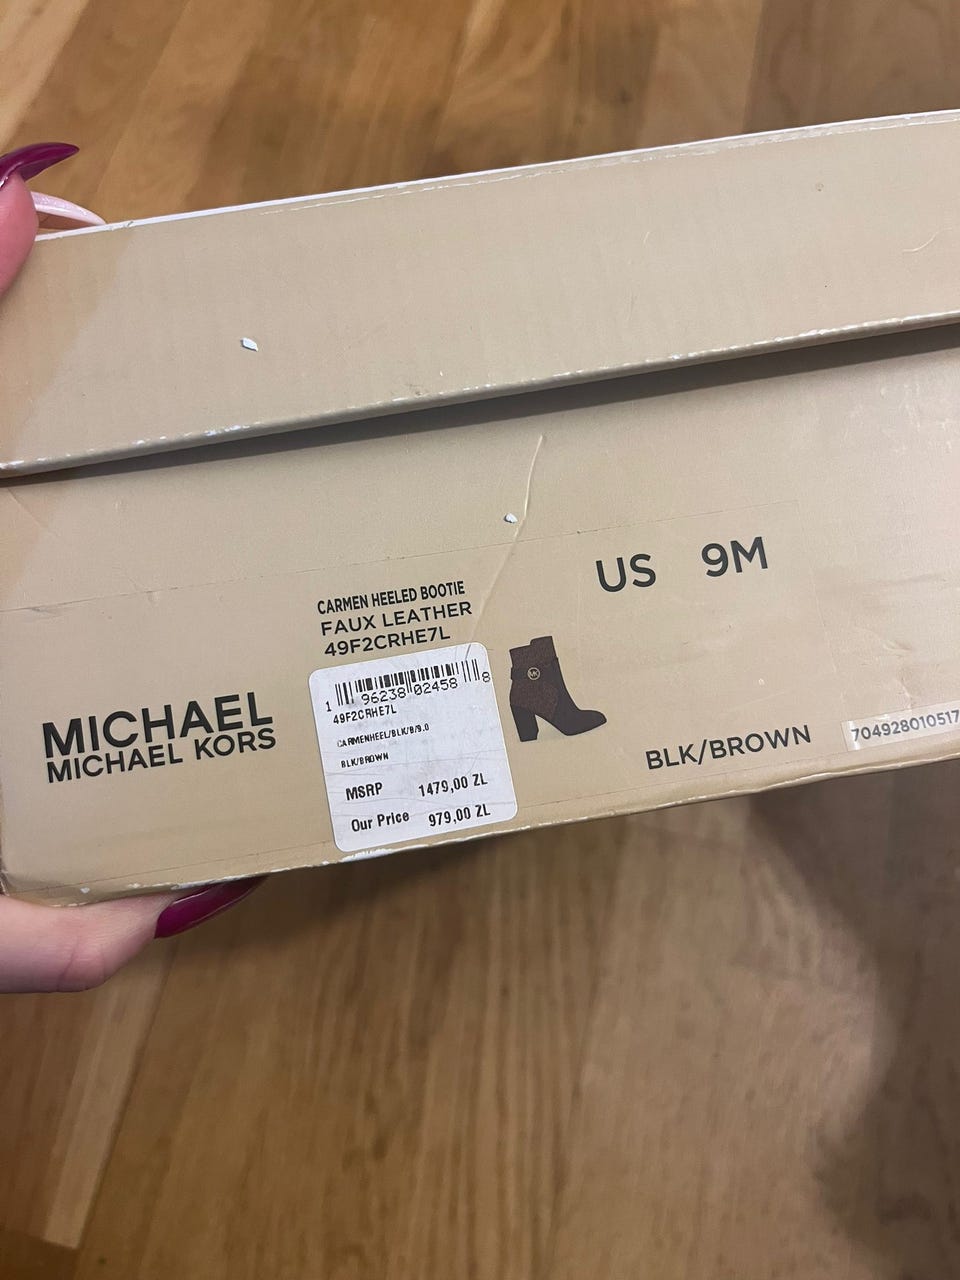 US 9M
CARMEN HEELED BOOTIE
FAUX LEATHER
49F2CRHE7L
1 96238 02458 8
49F2CRHE7L
CARMENHEEL/BLK/B/9.0
BLK/BROWN
MSRP 1479,00 ZL
Our Price 979,00 ZL
MICHAEL
MICHAEL KORS
MK
BLK/BROWN
704928010517